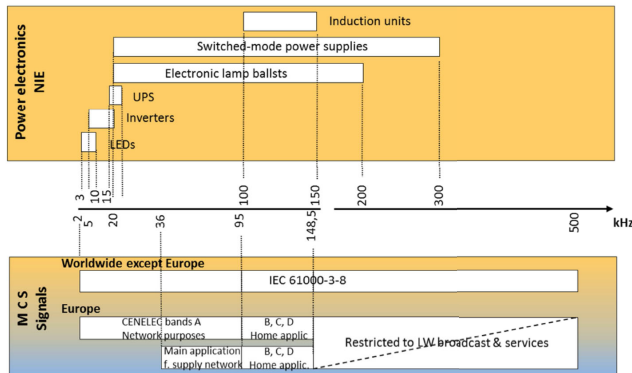 Power electronics
NIE
Induction units
Switched-mode power supplies
Electronic lamp ballsts
UPS
Inverters
LEDs
3
10
15
100
150
200
300
2
5
20
36
95
148,5
500
kHz
M C S
Signals
Worldwide except Europe
IEC 61000-3-8
Europe
CENELEC bands A
Network purposes
B, C, D
Home applic.
Main application
f. supply network
B, C, D
Home applic.
Restricted to LW broadcast & services